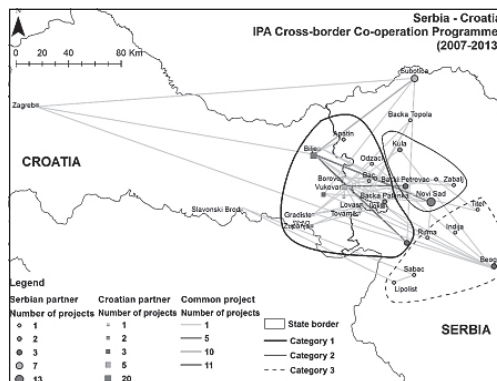 Serbia - Croatia
IPA Cross-border Co-operation Programme
(2007-2013)
0 20 40 80 Km
Subotica
Zagreb
Backa Topola
Apatin
Kula
Bilje
Odzaci
CROATIA
Borovo
Bac
Backi Petrovac
Zabalj
Vukovar
Backa Palanka
Novi Sad
Slavonski Brod
Lovas
Titel
Gradiste
Tovarnik
Zupanja
Ruma
Indija
Sabac
Lipolist
SERBIA
Legend
Serbian partner
Number of projects
1
2
3
7
13
Croatian partner
Number of projects
1
2
3
5
20
Common project
Number of projects
1
5
10
11
State border
Category 1
Category 2
Category 3